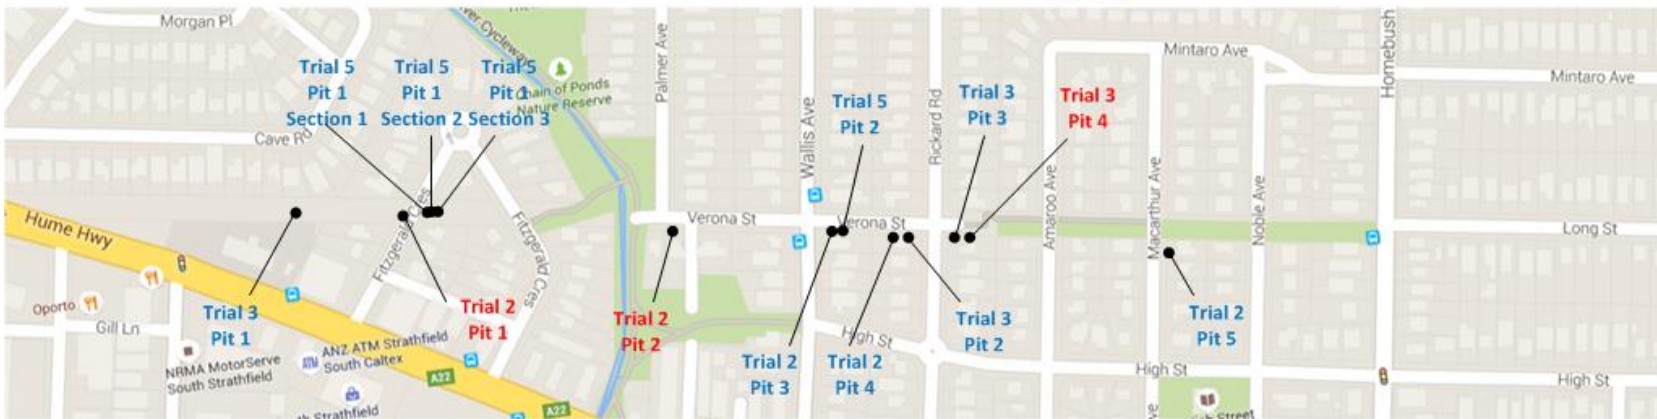 Morgan Pl
Cycleway
Palmer Ave
Mintaro Ave
Homebush
Mintaro Ave
Trial 5
Pit 1
Section 1
Trial 5
Pit 1
Section 2
Trial 5
Pit 1
Section 3
Chain of Ponds
Nature Reserve
Wallis Ave
Trial 5
Pit 2
Rickard Rd
Trial 3
Pit 3
Trial 3
Pit 4
Cave Rd
Fitzgerald Cres
Fitzgerald Cres
Verona St
Verona St
Amaroo Ave
Macarthur Ave
Noble Ave
Long St
Hume Hwy
Oporto
Gill Ln
Trial 3
Pit 1
Trial 2
Pit 1
Trial 2
Pit 2
Trial 2
Pit 3
Trial 2
Pit 4
Trial 3
Pit 2
Trial 2
Pit 5
High St
High St
High St
NRMA MotorServe
South Strathfield
ANZ ATM Strathfield
South Caltex
A22
A22
Strathfield
Street